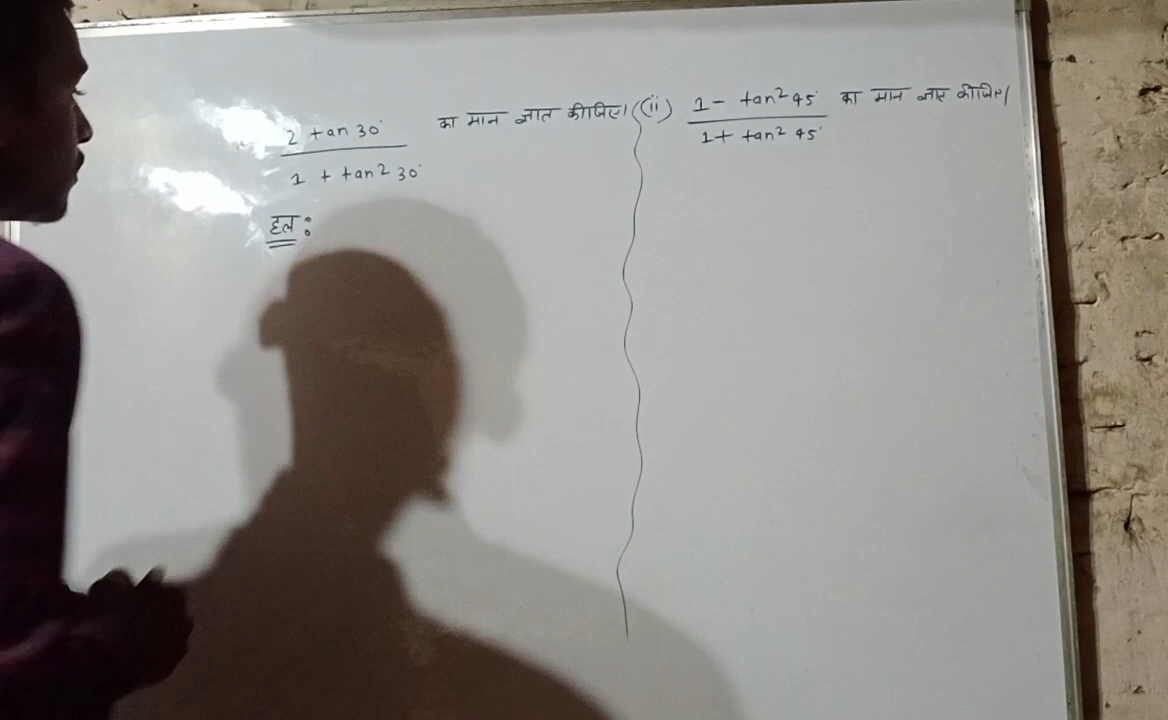 2 tan 30° का मान ज्ञात कीजिए।
1 + tan² 30°
हल :
(ii) 1 - tan² 45° का मान ज्ञात कीजिए।
1 + tan² 45°